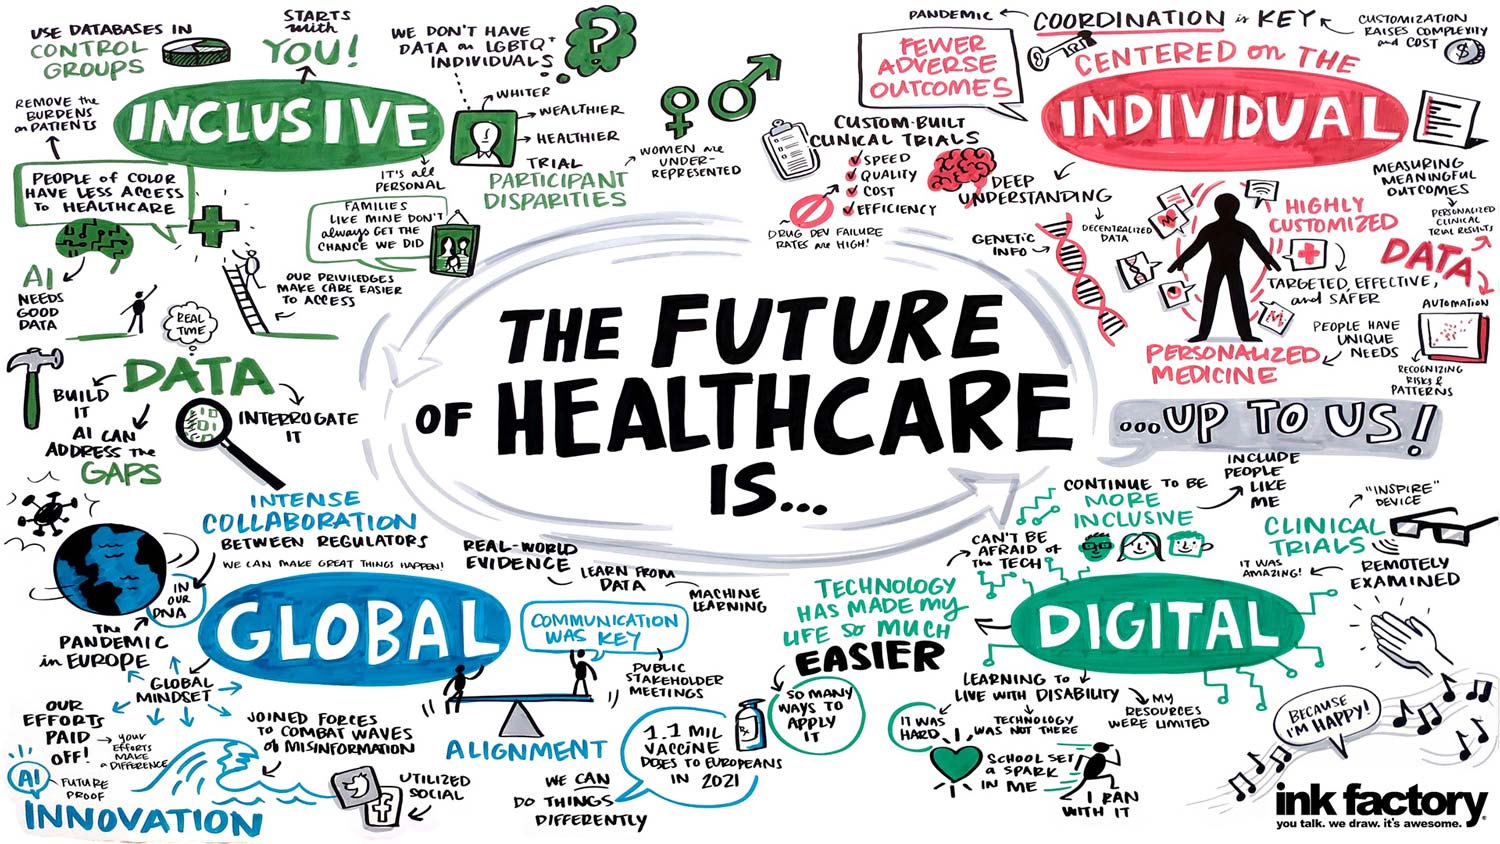 THE FUTURE
OF HEALTHCARE
IS...
...UP TO US!
USE DATABASES IN
CONTROL
GROUPS
STARTS
with
YOU!
INCLUSIVE
REMOVE the
BURDENS
on PATIENTS
PEOPLE of COLOR
HAVE LESS ACCESS
TO HEALTHCARE
WE DON'T HAVE
DATA on LGBTQ+
INDIVIDUALS
?
WHITER
WEALTHIER
HEALTHIER
TRIAL
PARTICIPANT
DISPARITIES
WOMEN are
UNDER-
REPRESENTED
IT'S all
PERSONAL
FAMILIES
LIKE MINE DON'T
always GET THE
CHANCE WE DID
OUR PRIVILEDGES
MAKE CARE EASIER
TO ACCESS
AI
NEEDS
GOOD
DATA
REAL
TIME
DATA
BUILD
IT
INTERROGATE
IT
AI CAN
ADDRESS the
GAPS
PANDEMIC
COORDINATION is KEY
CUSTOMIZATION
RAISES COMPLEXITY
and COST
$
FEWER
ADVERSE
OUTCOMES
CENTERED on THE
INDIVIDUAL
CUSTOM-BUILT
CLINICAL TRIALS
SPEED
QUALITY
COST
EFFICIENCY
DRUG DEV FAILURE
RATES are HIGH!
DEEP
UNDERSTANDING
GENETIC
INFO
DECENTRALIZED
DATA
MEASURING
MEANINGFUL
OUTCOMES
HIGHLY
CUSTOMIZED
PERSONALIZED
CLINICAL
TRIAL RESULTS
DATA
TARGETED, EFFECTIVE,
and SAFER
AUTOMATION
PEOPLE HAVE
UNIQUE
NEEDS
PERSONALIZED
MEDICINE
RECOGNIZING
RISKS &
PATTERNS
INTENSE
COLLABORATION
BETWEEN REGULATORS
WE CAN MAKE GREAT THINGS HAPPEN!
IN
OUR
DNA
GLOBAL
THE
PANDEMIC
in EUROPE
GLOBAL
MINDSET
OUR
EFFORTS
PAID
OFF!
YOUR
EFFORTS
MAKE
A DIFFERENCE
AI
FUTURE
PROOF
INNOVATION
JOINED FORCES
TO COMBAT WAVES
of MISINFORMATION
f
UTILIZED
SOCIAL
REAL-WORLD
EVIDENCE
LEARN FROM
DATA
MACHINE
LEARNING
COMMUNICATION
WAS KEY
PUBLIC
STAKEHOLDER
MEETINGS
ALIGNMENT
1.1 MIL
VACCINE
DOSES TO EUROPEANS
IN 2021
Rx
WE CAN
DO THINGS
DIFFERENTLY
CONTINUE TO BE
MORE
INCLUSIVE
INCLUDE
PEOPLE
LIKE
ME
CAN'T BE
AFRAID of
the TECH
"INSPIRE"
DEVICE
CLINICAL
TRIALS
IT WAS
AMAZING!
REMOTELY
EXAMINED
TECHNOLOGY
HAS MADE MY
LIFE SO MUCH
EASIER
DIGITAL
SO MANY
WAYS TO
APPLY
IT
LEARNING TO
LIVE WITH DISABILITY
MY
RESOURCES
WERE LIMITED
IT WAS
HARD
TECHNOLOGY
WAS NOT THERE
SCHOOL SET
A SPARK
IN ME
I RAN
WITH IT
BECAUSE
I'M HAPPY!
ink factory
you talk. we draw. it's awesome.